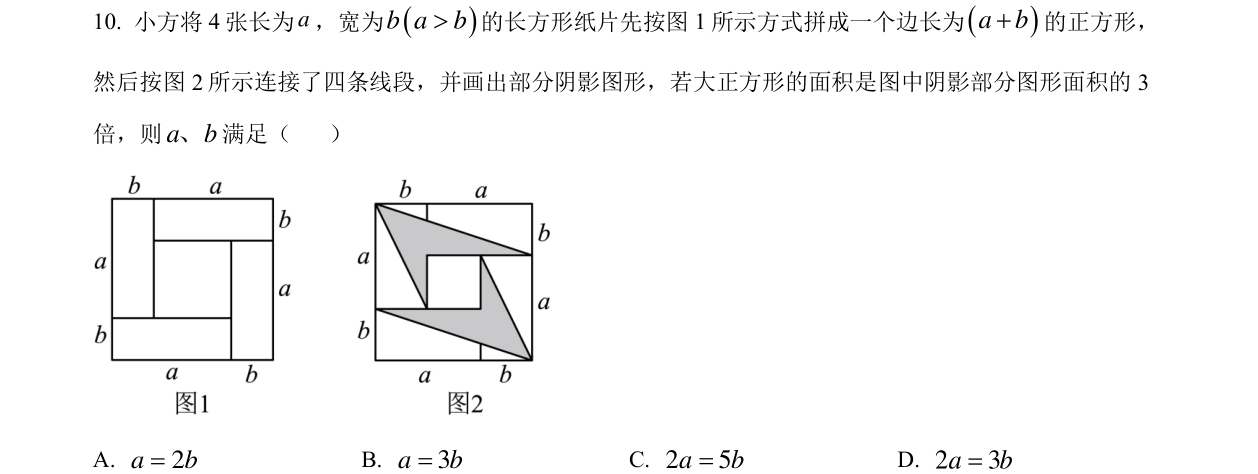 10. 小方将 4 张长为 a，宽为 b(a > b) 的长方形纸片先按图 1 所示方式拼成一个边长为 (a + b) 的正方形，
然后按图 2 所示连接了四条线段，并画出部分阴影图形，若大正方形的面积是图中阴影部分图形面积的 3
倍，则 a、b 满足（　　）
b a b a
b b
a a a a
b b
a b a b
图1 图2
A. a = 2b B. a = 3b C. 2a = 5b D. 2a = 3b